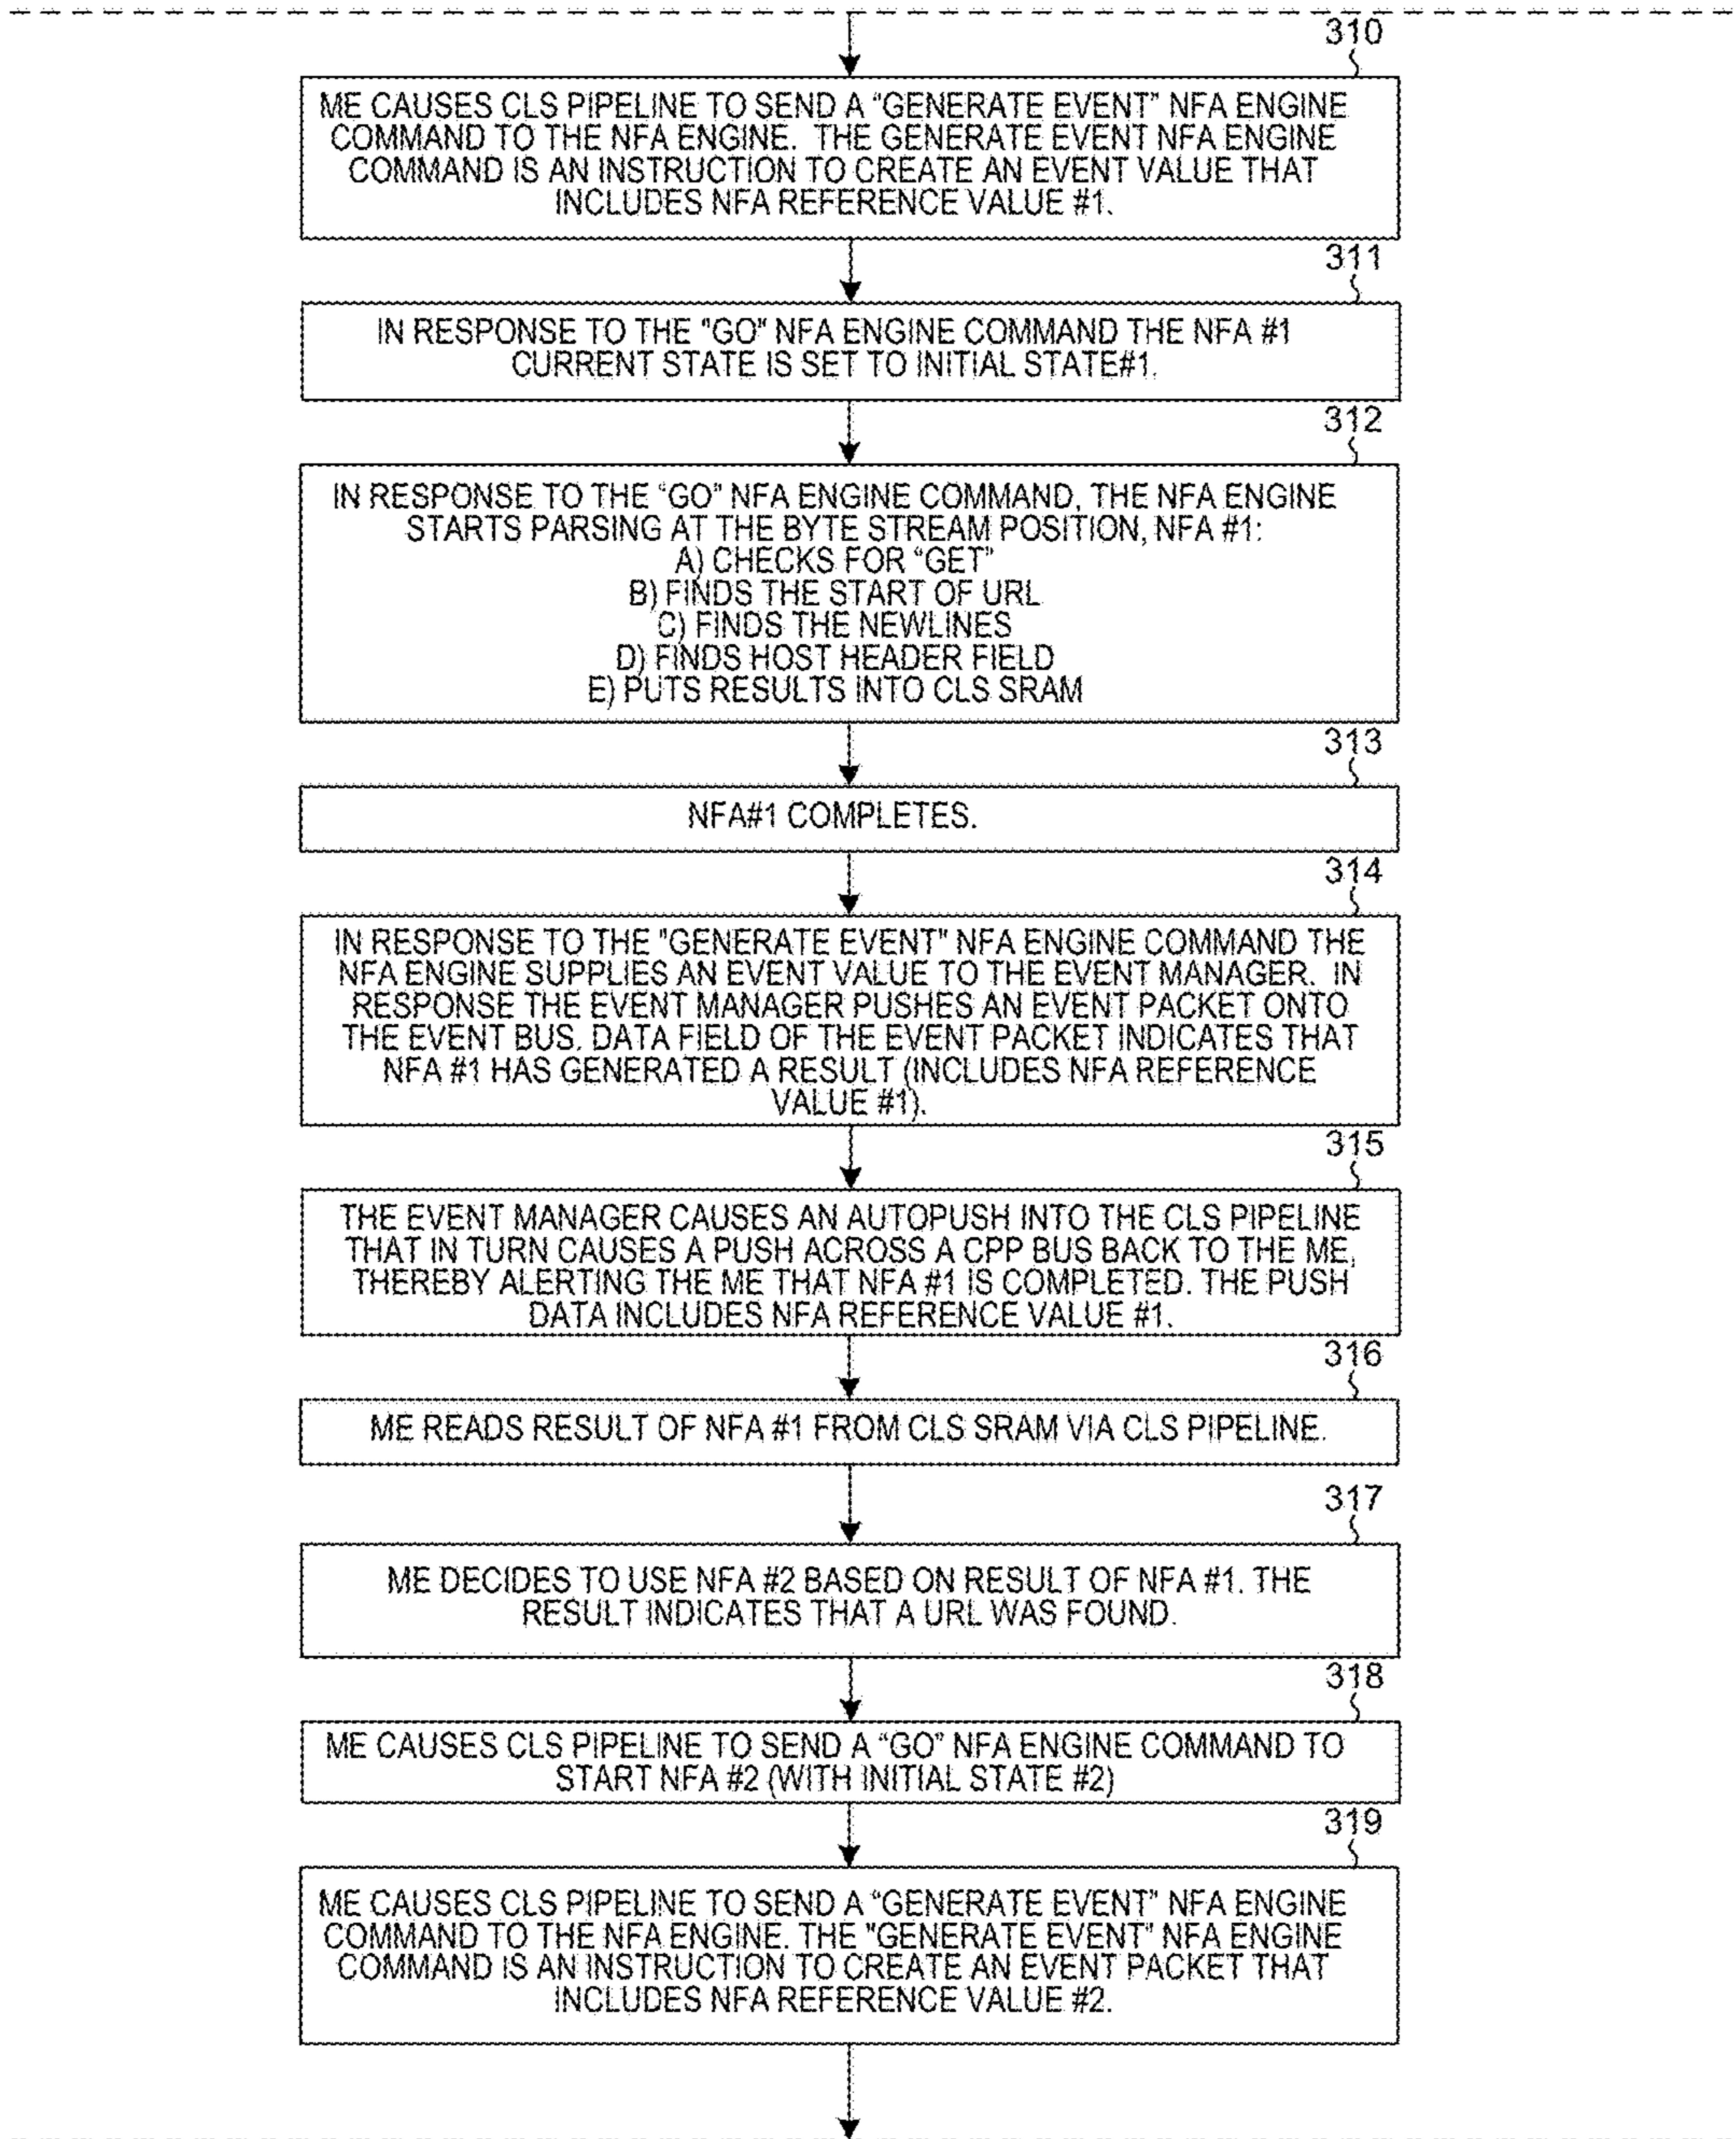 310
ME CAUSES CLS PIPELINE TO SEND A “GENERATE EVENT” NFA ENGINE
COMMAND TO THE NFA ENGINE. THE GENERATE EVENT NFA ENGINE
COMMAND IS AN INSTRUCTION TO CREATE AN EVENT VALUE THAT
INCLUDES NFA REFERENCE VALUE #1.
311
IN RESPONSE TO THE "GO" NFA ENGINE COMMAND THE NFA #1
CURRENT STATE IS SET TO INITIAL STATE#1.
312
IN RESPONSE TO THE “GO” NFA ENGINE COMMAND, THE NFA ENGINE
STARTS PARSING AT THE BYTE STREAM POSITION, NFA #1:
A) CHECKS FOR “GET”
B) FINDS THE START OF URL
C) FINDS THE NEWLINES
D) FINDS HOST HEADER FIELD
E) PUTS RESULTS INTO CLS SRAM
313
NFA#1 COMPLETES.
314
IN RESPONSE TO THE "GENERATE EVENT" NFA ENGINE COMMAND THE
NFA ENGINE SUPPLIES AN EVENT VALUE TO THE EVENT MANAGER. IN
RESPONSE THE EVENT MANAGER PUSHES AN EVENT PACKET ONTO
THE EVENT BUS. DATA FIELD OF THE EVENT PACKET INDICATES THAT
NFA #1 HAS GENERATED A RESULT (INCLUDES NFA REFERENCE
VALUE #1).
315
THE EVENT MANAGER CAUSES AN AUTOPUSH INTO THE CLS PIPELINE
THAT IN TURN CAUSES A PUSH ACROSS A CPP BUS BACK TO THE ME,
THEREBY ALERTING THE ME THAT NFA #1 IS COMPLETED. THE PUSH
DATA INCLUDES NFA REFERENCE VALUE #1.
316
ME READS RESULT OF NFA #1 FROM CLS SRAM VIA CLS PIPELINE.
317
ME DECIDES TO USE NFA #2 BASED ON RESULT OF NFA #1. THE
RESULT INDICATES THAT A URL WAS FOUND.
318
ME CAUSES CLS PIPELINE TO SEND A “GO” NFA ENGINE COMMAND TO
START NFA #2 (WITH INITIAL STATE #2)
319
ME CAUSES CLS PIPELINE TO SEND A “GENERATE EVENT” NFA ENGINE
COMMAND TO THE NFA ENGINE. THE "GENERATE EVENT" NFA ENGINE
COMMAND IS AN INSTRUCTION TO CREATE AN EVENT PACKET THAT
INCLUDES NFA REFERENCE VALUE #2.